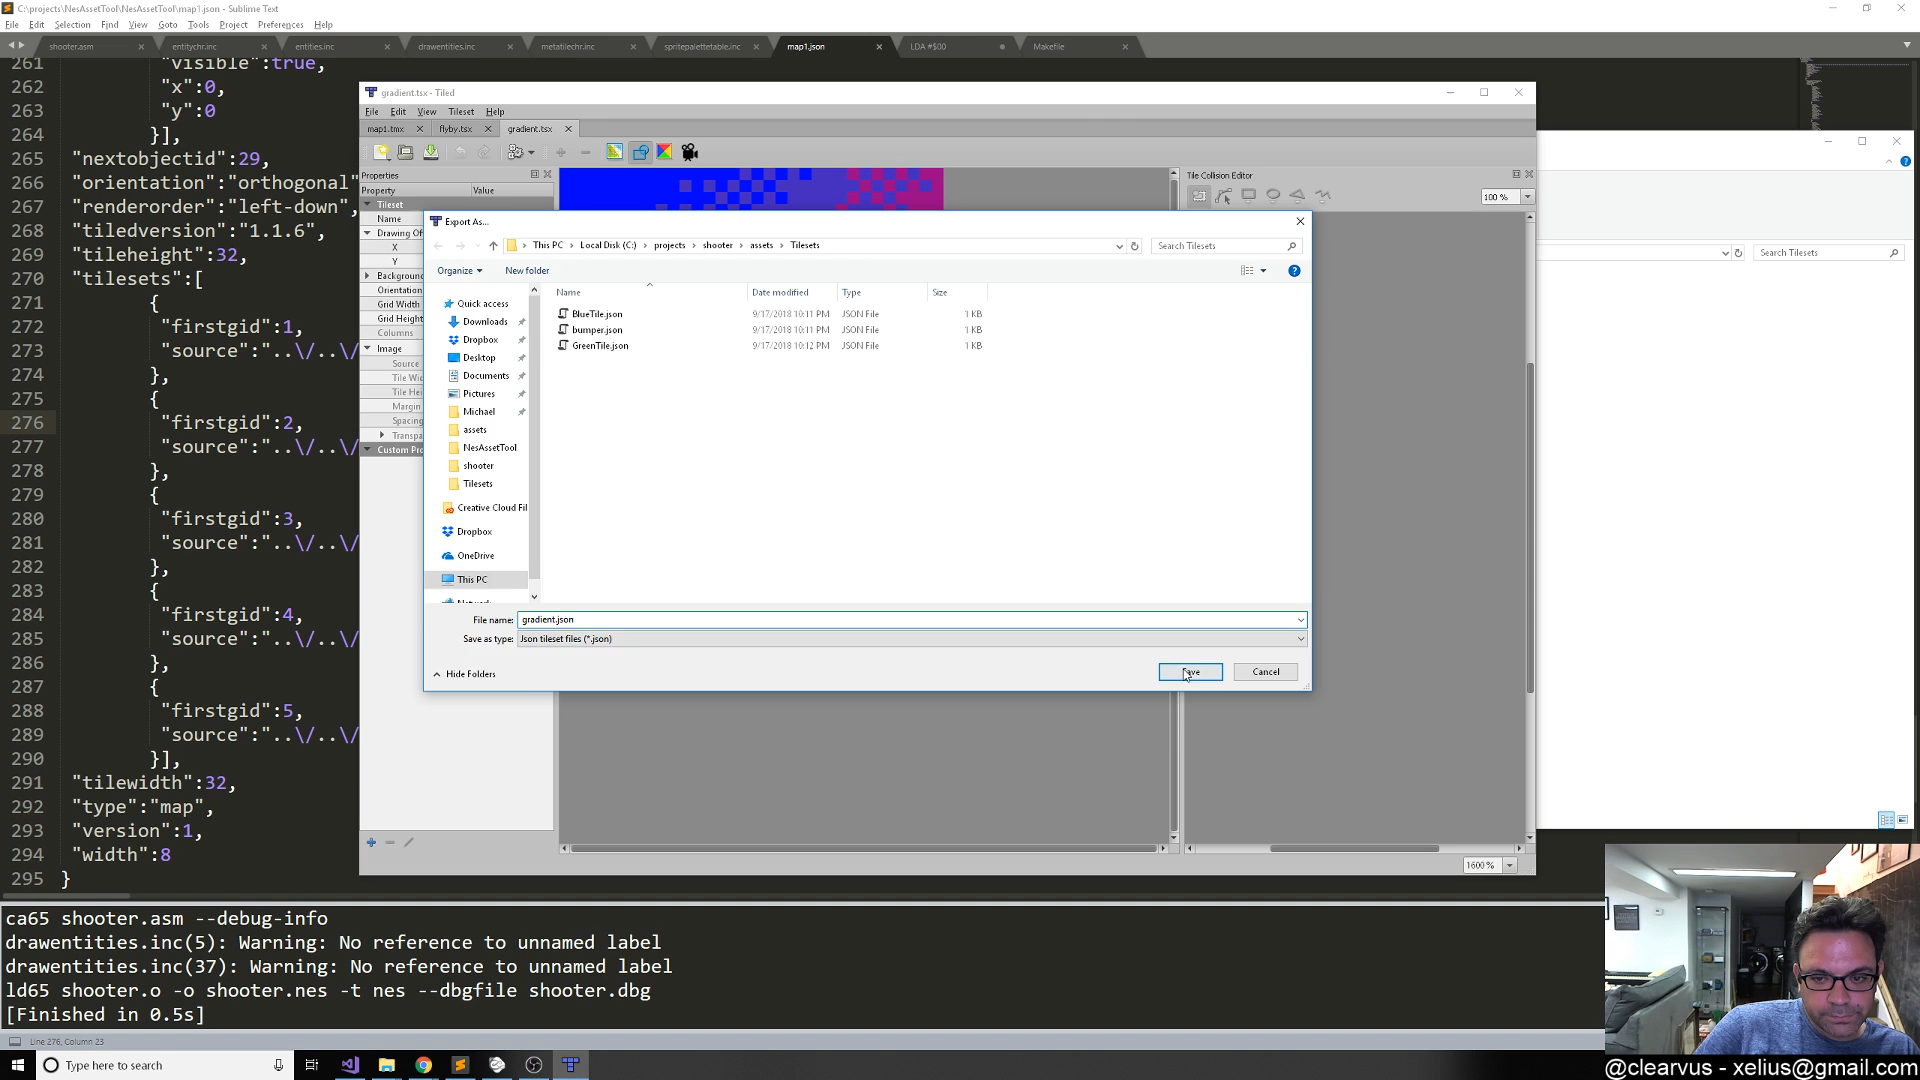 C:\projects\NesAssetTool\NesAssetTool\map1.json - Sublime Text
File Edit Selection Find View Goto Tools Project Preferences Help
shooter.asm entitychr.inc entities.inc drawentities.inc metatilechr.inc spritepalettetable.inc map1.json LDA #$00 Makefile
261 "visible":true,
262 "x":0,
263 "y":0
264 }],
265 "nextobjectid":29,
266 "orientation":"orthogonal"
267 "renderorder":"left-down",
268 "tiledversion":"1.1.6",
269 "tileheight":32,
270 "tilesets":[
271 {
272 "firstgid":1,
273 "source":"..\/..\/
274 },
275 {
276 "firstgid":2,
277 "source":"..\/..\/
278 },
279 {
280 "firstgid":3,
281 "source":"..\/..\/
282 },
283 {
284 "firstgid":4,
285 "source":"..\/..\/
286 },
287 {
288 "firstgid":5,
289 "source":"..\/..\/
290 }],
291 "tilewidth":32,
292 "type":"map",
293 "version":1,
294 "width":8
295 }
gradient.tsx - Tiled
File Edit View Tileset Help
map1.tmx flyby.tsx gradient.tsx
Properties
Property Value
Tileset
Name
Drawing Of
X
Y
Background
Orientation
Grid Width
Grid Height
Columns
Image
Source
Tile Wi
Tile Hei
Margin
Spacing
Transpa
Custom Pro
Tile Collision Editor
100 %
1600 %
Export As...
This PC Local Disk (C:) projects shooter assets Tilesets
Search Tilesets
Organize New folder
Name Date modified Type Size
BlueTile.json 9/17/2018 10:11 PM JSON File 1 KB
bumper.json 9/17/2018 10:11 PM JSON File 1 KB
GreenTile.json 9/17/2018 10:12 PM JSON File 1 KB
Quick access
Downloads
Dropbox
Desktop
Documents
Pictures
Michael
assets
NesAssetTool
shooter
Tilesets
Creative Cloud Fil
Dropbox
OneDrive
This PC
File name: gradient.json
Save as type: Json tileset files (*.json)
Hide Folders
Cancel
Search Tilesets
ca65 shooter.asm --debug-info
drawentities.inc(5): Warning: No reference to unnamed label
drawentities.inc(37): Warning: No reference to unnamed label
ld65 shooter.o -o shooter.nes -t nes --dbgfile shooter.dbg
[Finished in 0.5s]
Line 276, Column 23
Type here to search
@clearvus - xelius@gmail.com